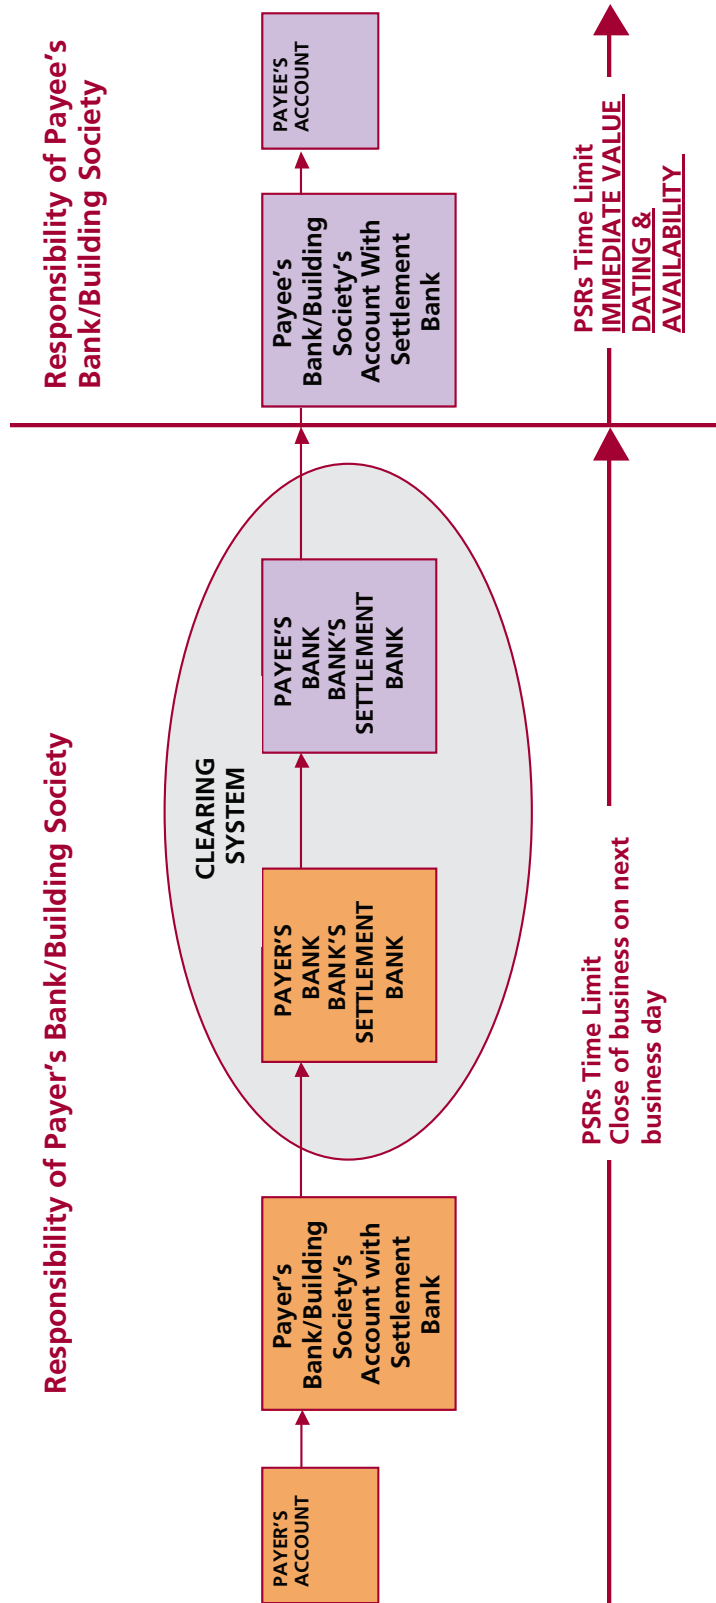 Responsibility of Payer's Bank/Building Society
Responsibility of Payee's
Bank/Building Society
PAYER'S
ACCOUNT
Payer's
Bank/Building
Society's
Account with
Settlement
Bank
CLEARING
SYSTEM
PAYER'S
BANK
BANK'S
SETTLEMENT
BANK
PAYEE'S
BANK
BANK'S
SETTLEMENT
BANK
Payee's
Bank/Building
Society's
Account With
Settlement
Bank
PAYEE'S
ACCOUNT
PSRs Time Limit
Close of business on next
business day
PSRs Time Limit
IMMEDIATE VALUE
DATING &
AVAILABILITY